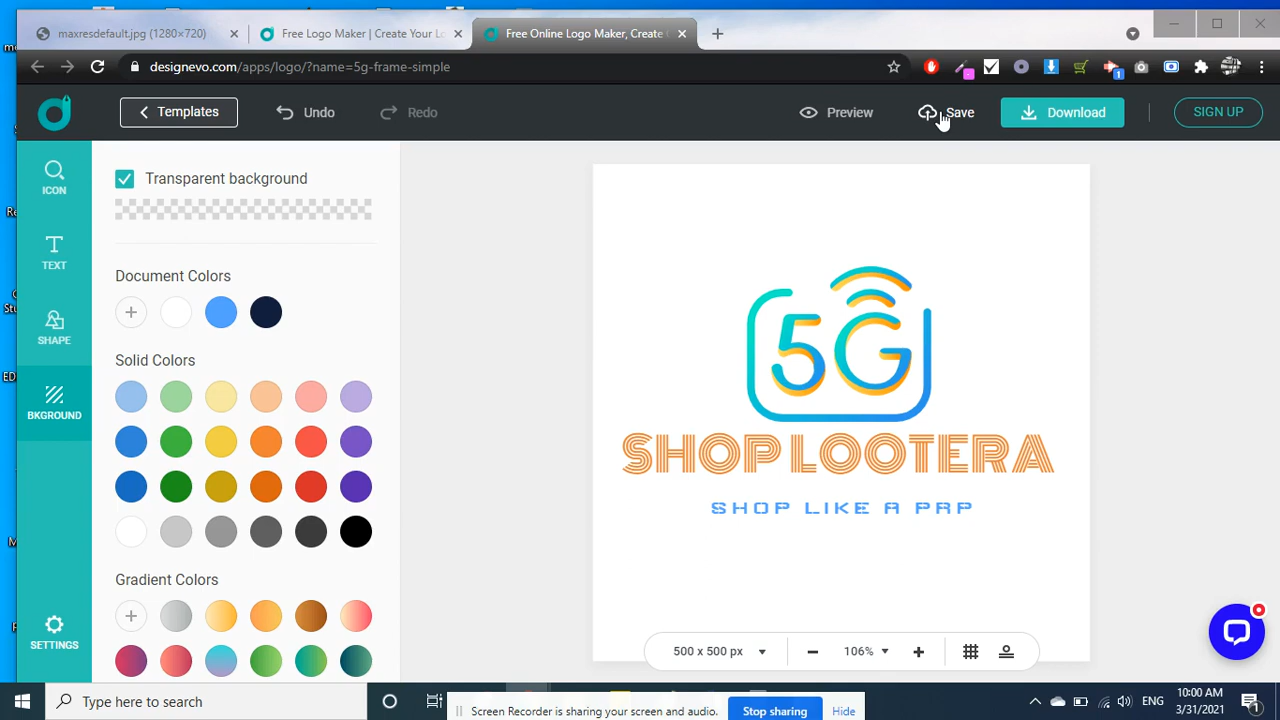 maxresdefault.jpg (1280×720)
Free Logo Maker | Create Your Lo
Free Online Logo Maker, Create
designevo.com/apps/logo/?name=5g-frame-simple
1
Templates
Undo
Redo
Preview
Save
Download
SIGN UP
ICON
TEXT
SHAPE
BKGROUND
SETTINGS
Transparent background
Document Colors
Solid Colors
Gradient Colors
5G
SHOP LOOTERA
SHOP LIKE A PRP
500 x 500 px
106%
Type here to search
Screen Recorder is sharing your screen and audio.
Stop sharing
Hide
ENG
10:00 AM
3/31/2021
1